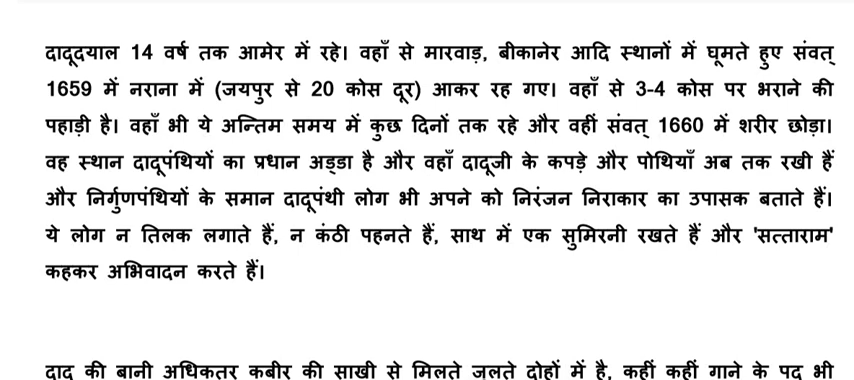 दादूदयाल 14 वर्ष तक आमेर में रहे। वहाँ से मारवाड़, बीकानेर आदि स्थानों में घूमते हुए संवत्
1659 में नराना में (जयपुर से 20 कोस दूर) आकर रह गए। वहाँ से 3-4 कोस पर भराने की
पहाड़ी है। वहाँ भी ये अन्तिम समय में कुछ दिनों तक रहे और वहीं संवत् 1660 में शरीर छोड़ा।
वह स्थान दादूपंथियों का प्रधान अड्डा है और वहाँ दादूजी के कपड़े और पोथियाँ अब तक रखी हैं
और निर्गुणपंथियों के समान दादूपंथी लोग भी अपने को निरंजन निराकार का उपासक बताते हैं।
ये लोग न तिलक लगाते हैं, न कंठी पहनते हैं, साथ में एक सुमिरनी रखते हैं और 'सत्ताराम'
कहकर अभिवादन करते हैं।
दादू की बानी अधिकतर कबीर की साखी से मिलते जुलते दोहों में है, कहीं कहीं गाने के पद भी